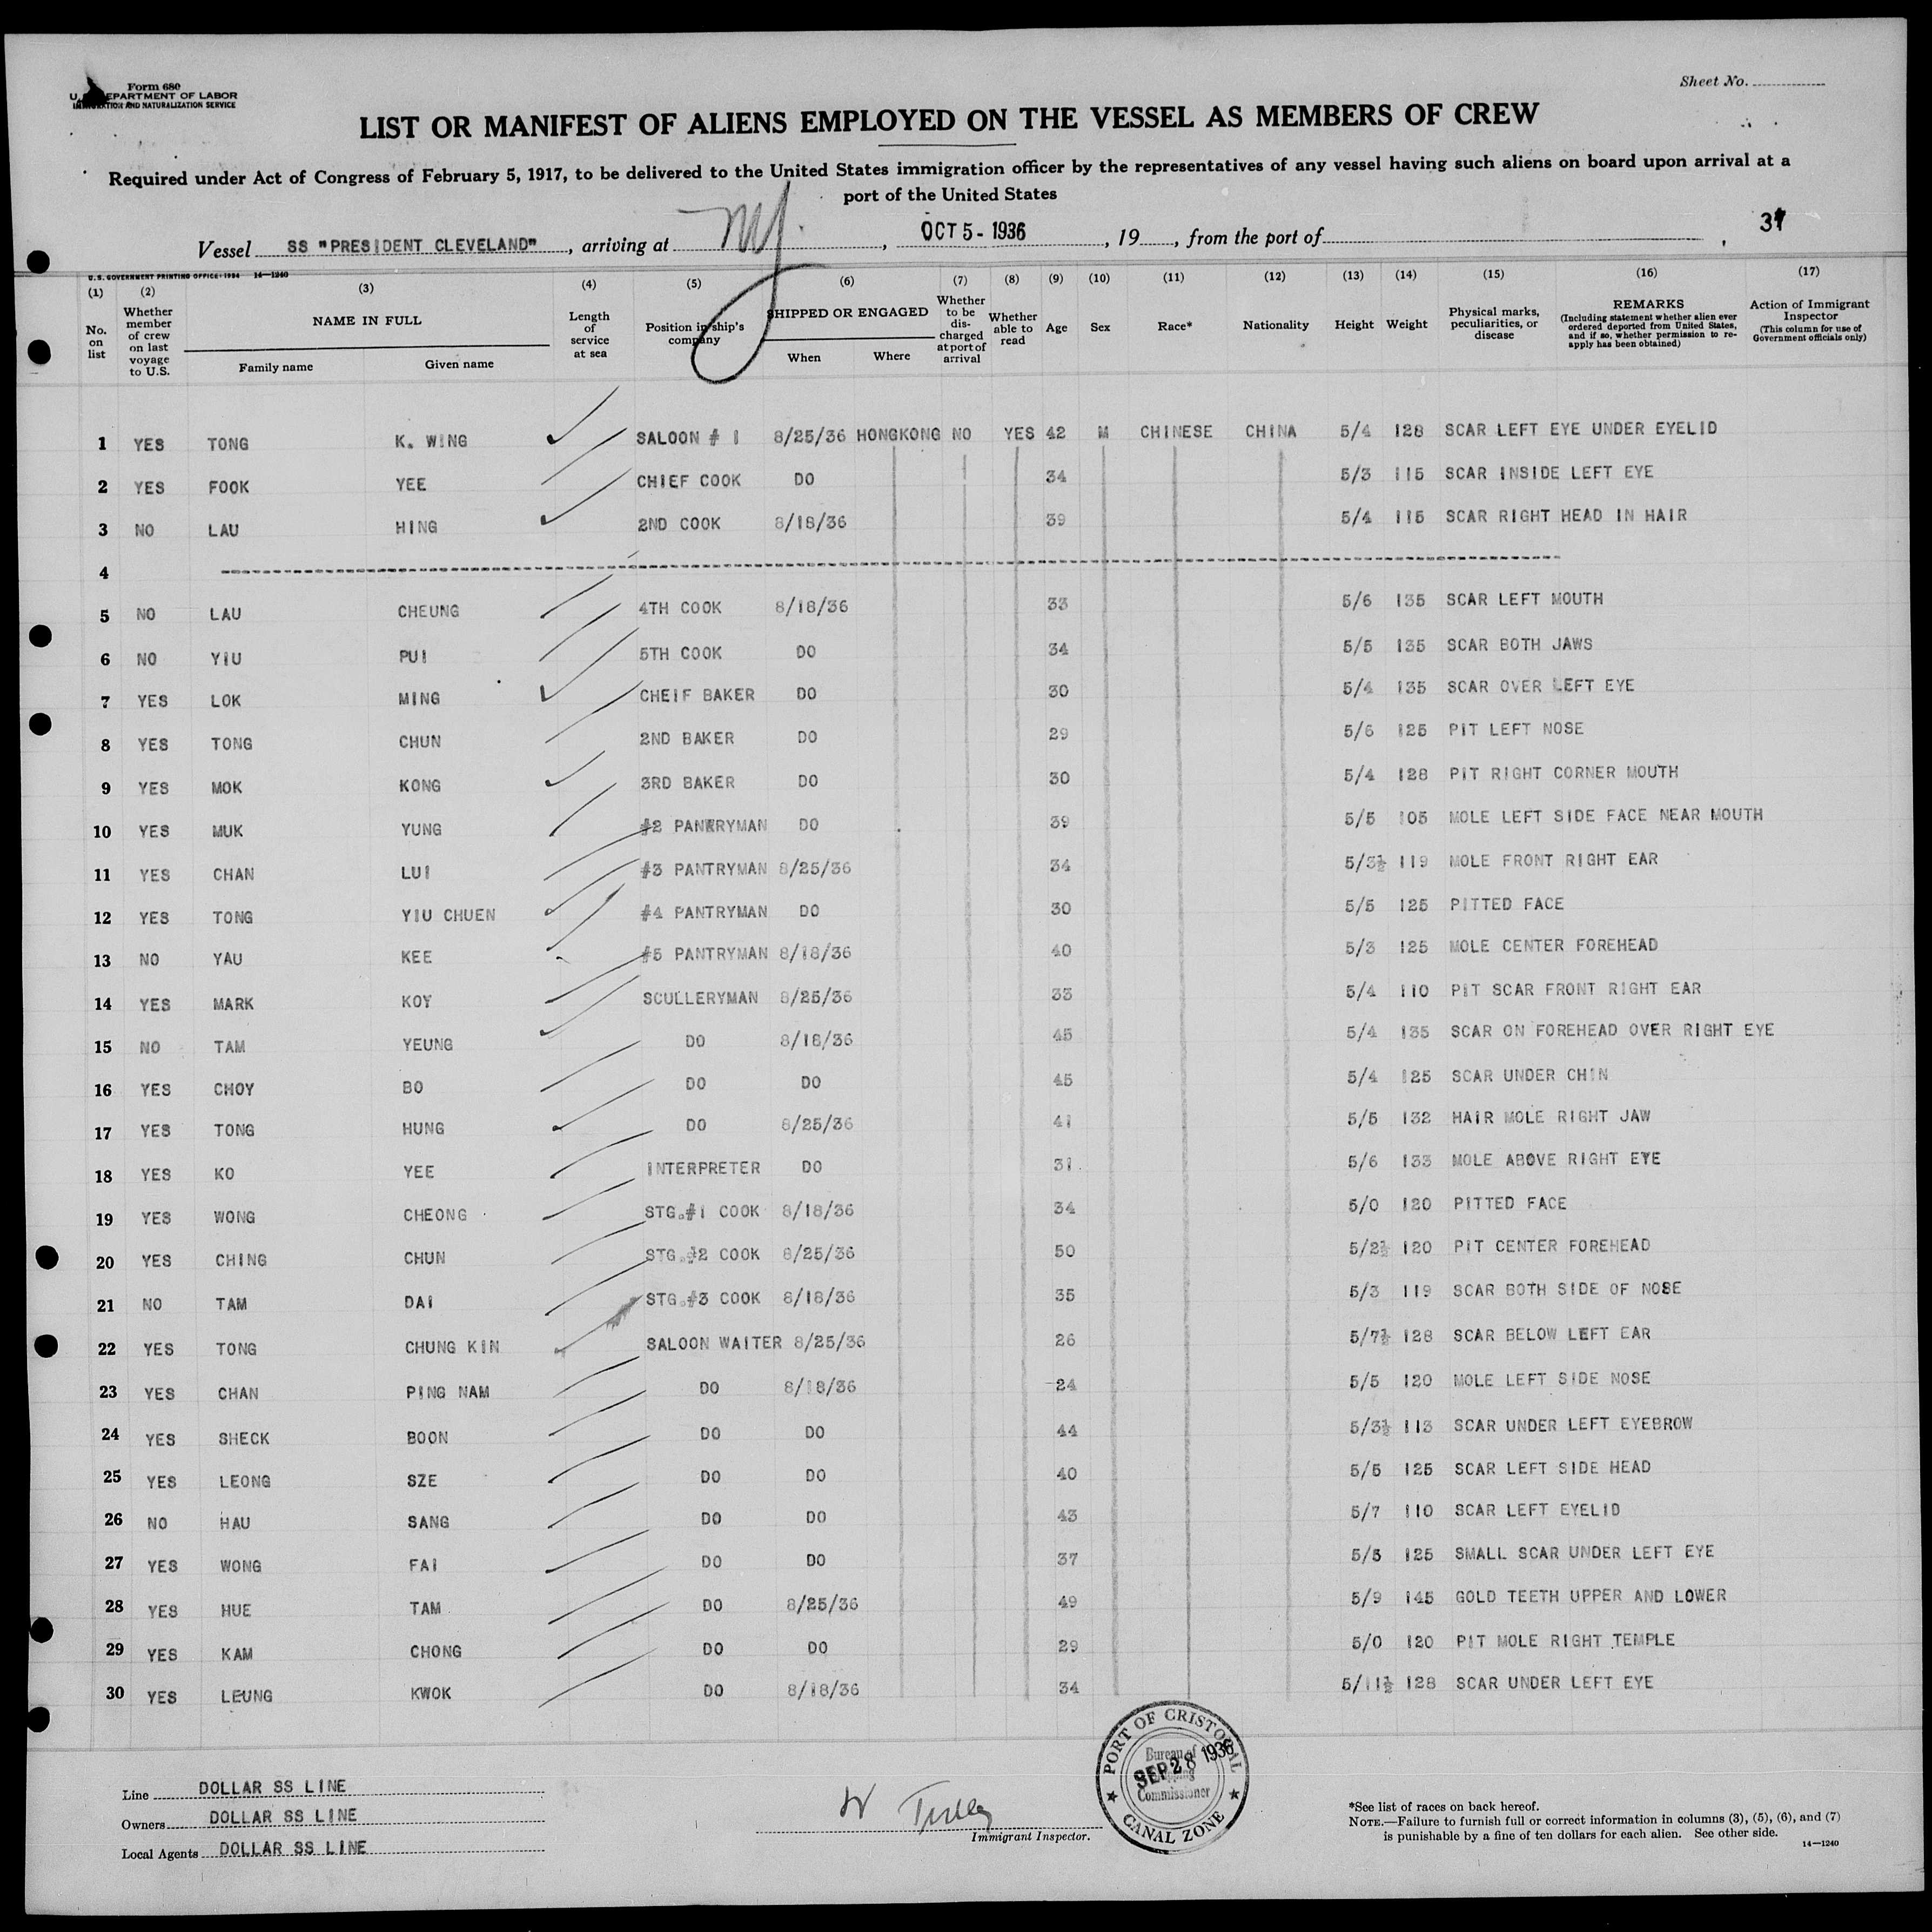 Form 680
U. S. DEPARTMENT OF LABOR
IMMIGRATION AND NATURALIZATION SERVICE
Sheet No.
LIST OR MANIFEST OF ALIENS EMPLOYED ON THE VESSEL AS MEMBERS OF CREW
Required under Act of Congress of February 5, 1917, to be delivered to the United States immigration officer by the representatives of any vessel having such aliens on board upon arrival at a
port of the United States
Vessel SS "PRESIDENT CLEVELAND", arriving at NY, OCT 5 - 1936, 19, from the port of,
U. S. GOVERNMENT PRINTING OFFICE: 1934 14—1240
(1) (2) (3) (4) (5) (6) (7) (8) (9) (10) (11) (12) (13) (14) (15) (16) (17)
No. on list
Whether member of crew on last voyage to U.S.
NAME IN FULL
Family name
Given name
Length of service at sea
Position in ship's company
SHIPPED OR ENGAGED
When
Where
Whether to be discharged at port of arrival
Whether able to read
Age
Sex
Race*
Nationality
Height
Weight
Physical marks, peculiarities, or disease
REMARKS
(Including statement whether alien ever ordered deported from United States, and if so, whether permission to reapply has been obtained)
Action of Immigrant Inspector
(This column for use of Government officials only)
1 YES TONG K. WING SALOON # 1 8/25/36 HONGKONG NO YES 42 M CHINESE CHINA 5/4 128 SCAR LEFT EYE UNDER EYELID
2 YES FOOK YEE CHIEF COOK DO 34 5/3 115 SCAR INSIDE LEFT EYE
3 NO LAU HING 2ND COOK 8/18/36 39 5/4 115 SCAR RIGHT HEAD IN HAIR
4
5 NO LAU CHEUNG 4TH COOK 8/18/36 33 5/6 135 SCAR LEFT MOUTH
6 NO YIU PUI 5TH COOK DO 34 5/5 135 SCAR BOTH JAWS
7 YES LOK MING CHEIF BAKER DO 30 5/4 135 SCAR OVER LEFT EYE
8 YES TONG CHUN 2ND BAKER DO 29 5/6 125 PIT LEFT NOSE
9 YES MOK KONG 3RD BAKER DO 30 5/4 128 PIT RIGHT CORNER MOUTH
10 YES MUK YUNG #2 PANTRYMAN DO 39 5/5 105 MOLE LEFT SIDE FACE NEAR MOUTH
11 YES CHAN LUI #3 PANTRYMAN 8/25/36 34 5/3½ 119 MOLE FRONT RIGHT EAR
12 YES TONG YIU CHUEN #4 PANTRYMAN DO 30 5/5 125 PITTED FACE
13 NO YAU KEE #5 PANTRYMAN 8/18/36 40 5/3 125 MOLE CENTER FOREHEAD
14 YES MARK KOY SCULLERYMAN 8/25/36 33 5/4 110 PIT SCAR FRONT RIGHT EAR
15 NO TAM YEUNG DO 8/18/36 45 5/4 135 SCAR ON FOREHEAD OVER RIGHT EYE
16 YES CHOY BO DO DO 45 5/4 125 SCAR UNDER CHIN
17 YES TONG HUNG DO 8/25/36 41 5/5 132 HAIR MOLE RIGHT JAW
18 YES KO YEE INTERPRETER DO 31 5/6 133 MOLE ABOVE RIGHT EYE
19 YES WONG CHEONG STG.#1 COOK 8/18/36 34 5/0 120 PITTED FACE
20 YES CHING CHUN STG.#2 COOK 8/25/36 50 5/2½ 120 PIT CENTER FOREHEAD
21 NO TAM DAI STG.#3 COOK 8/18/36 35 5/3 119 SCAR BOTH SIDE OF NOSE
22 YES TONG CHUNG KIN SALOON WAITER 8/25/36 26 5/7½ 128 SCAR BELOW LEFT EAR
23 YES CHAN PING NAM DO 8/18/36 24 5/5 120 MOLE LEFT SIDE NOSE
24 YES SHECK BOON DO DO 44 5/3½ 113 SCAR UNDER LEFT EYEBROW
25 YES LEONG SZE DO DO 40 5/5 125 SCAR LEFT SIDE HEAD
26 NO HAU SANG DO DO 43 5/7 110 SCAR LEFT EYELID
27 YES WONG FAI DO DO 37 5/5 125 SMALL SCAR UNDER LEFT EYE
28 YES HUE TAM DO 8/25/36 49 5/9 145 GOLD TEETH UPPER AND LOWER
29 YES KAM CHONG DO DO 29 5/0 120 PIT MOLE RIGHT TEMPLE
30 YES LEUNG KWOK DO 8/18/36 34 5/11½ 128 SCAR UNDER LEFT EYE
Line DOLLAR SS LINE
Owners DOLLAR SS LINE
Local Agents DOLLAR SS LINE
Immigrant Inspector.
PORT OF CRISTOBAL
Bureau of
SEP 28 1936
Shipping
Commissioner
CANAL ZONE
*See list of races on back hereof.
NOTE.—Failure to furnish full or correct information in columns (3), (5), (6), and (7)
is punishable by a fine of ten dollars for each alien. See other side.
14—1240